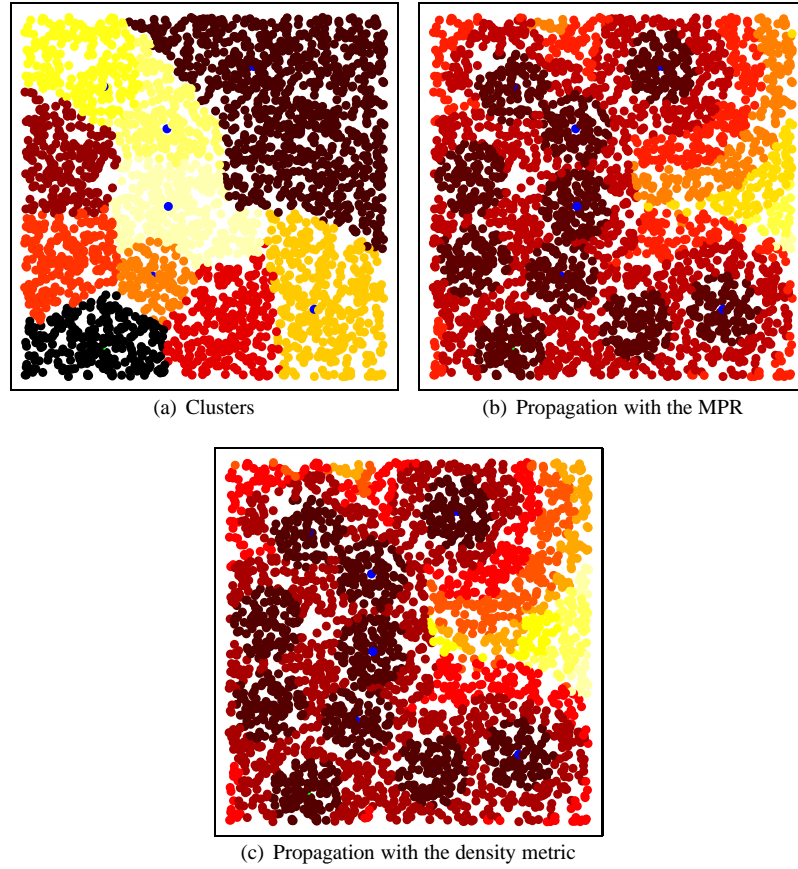 (a) Clusters
(b) Propagation with the MPR
(c) Propagation with the density metric